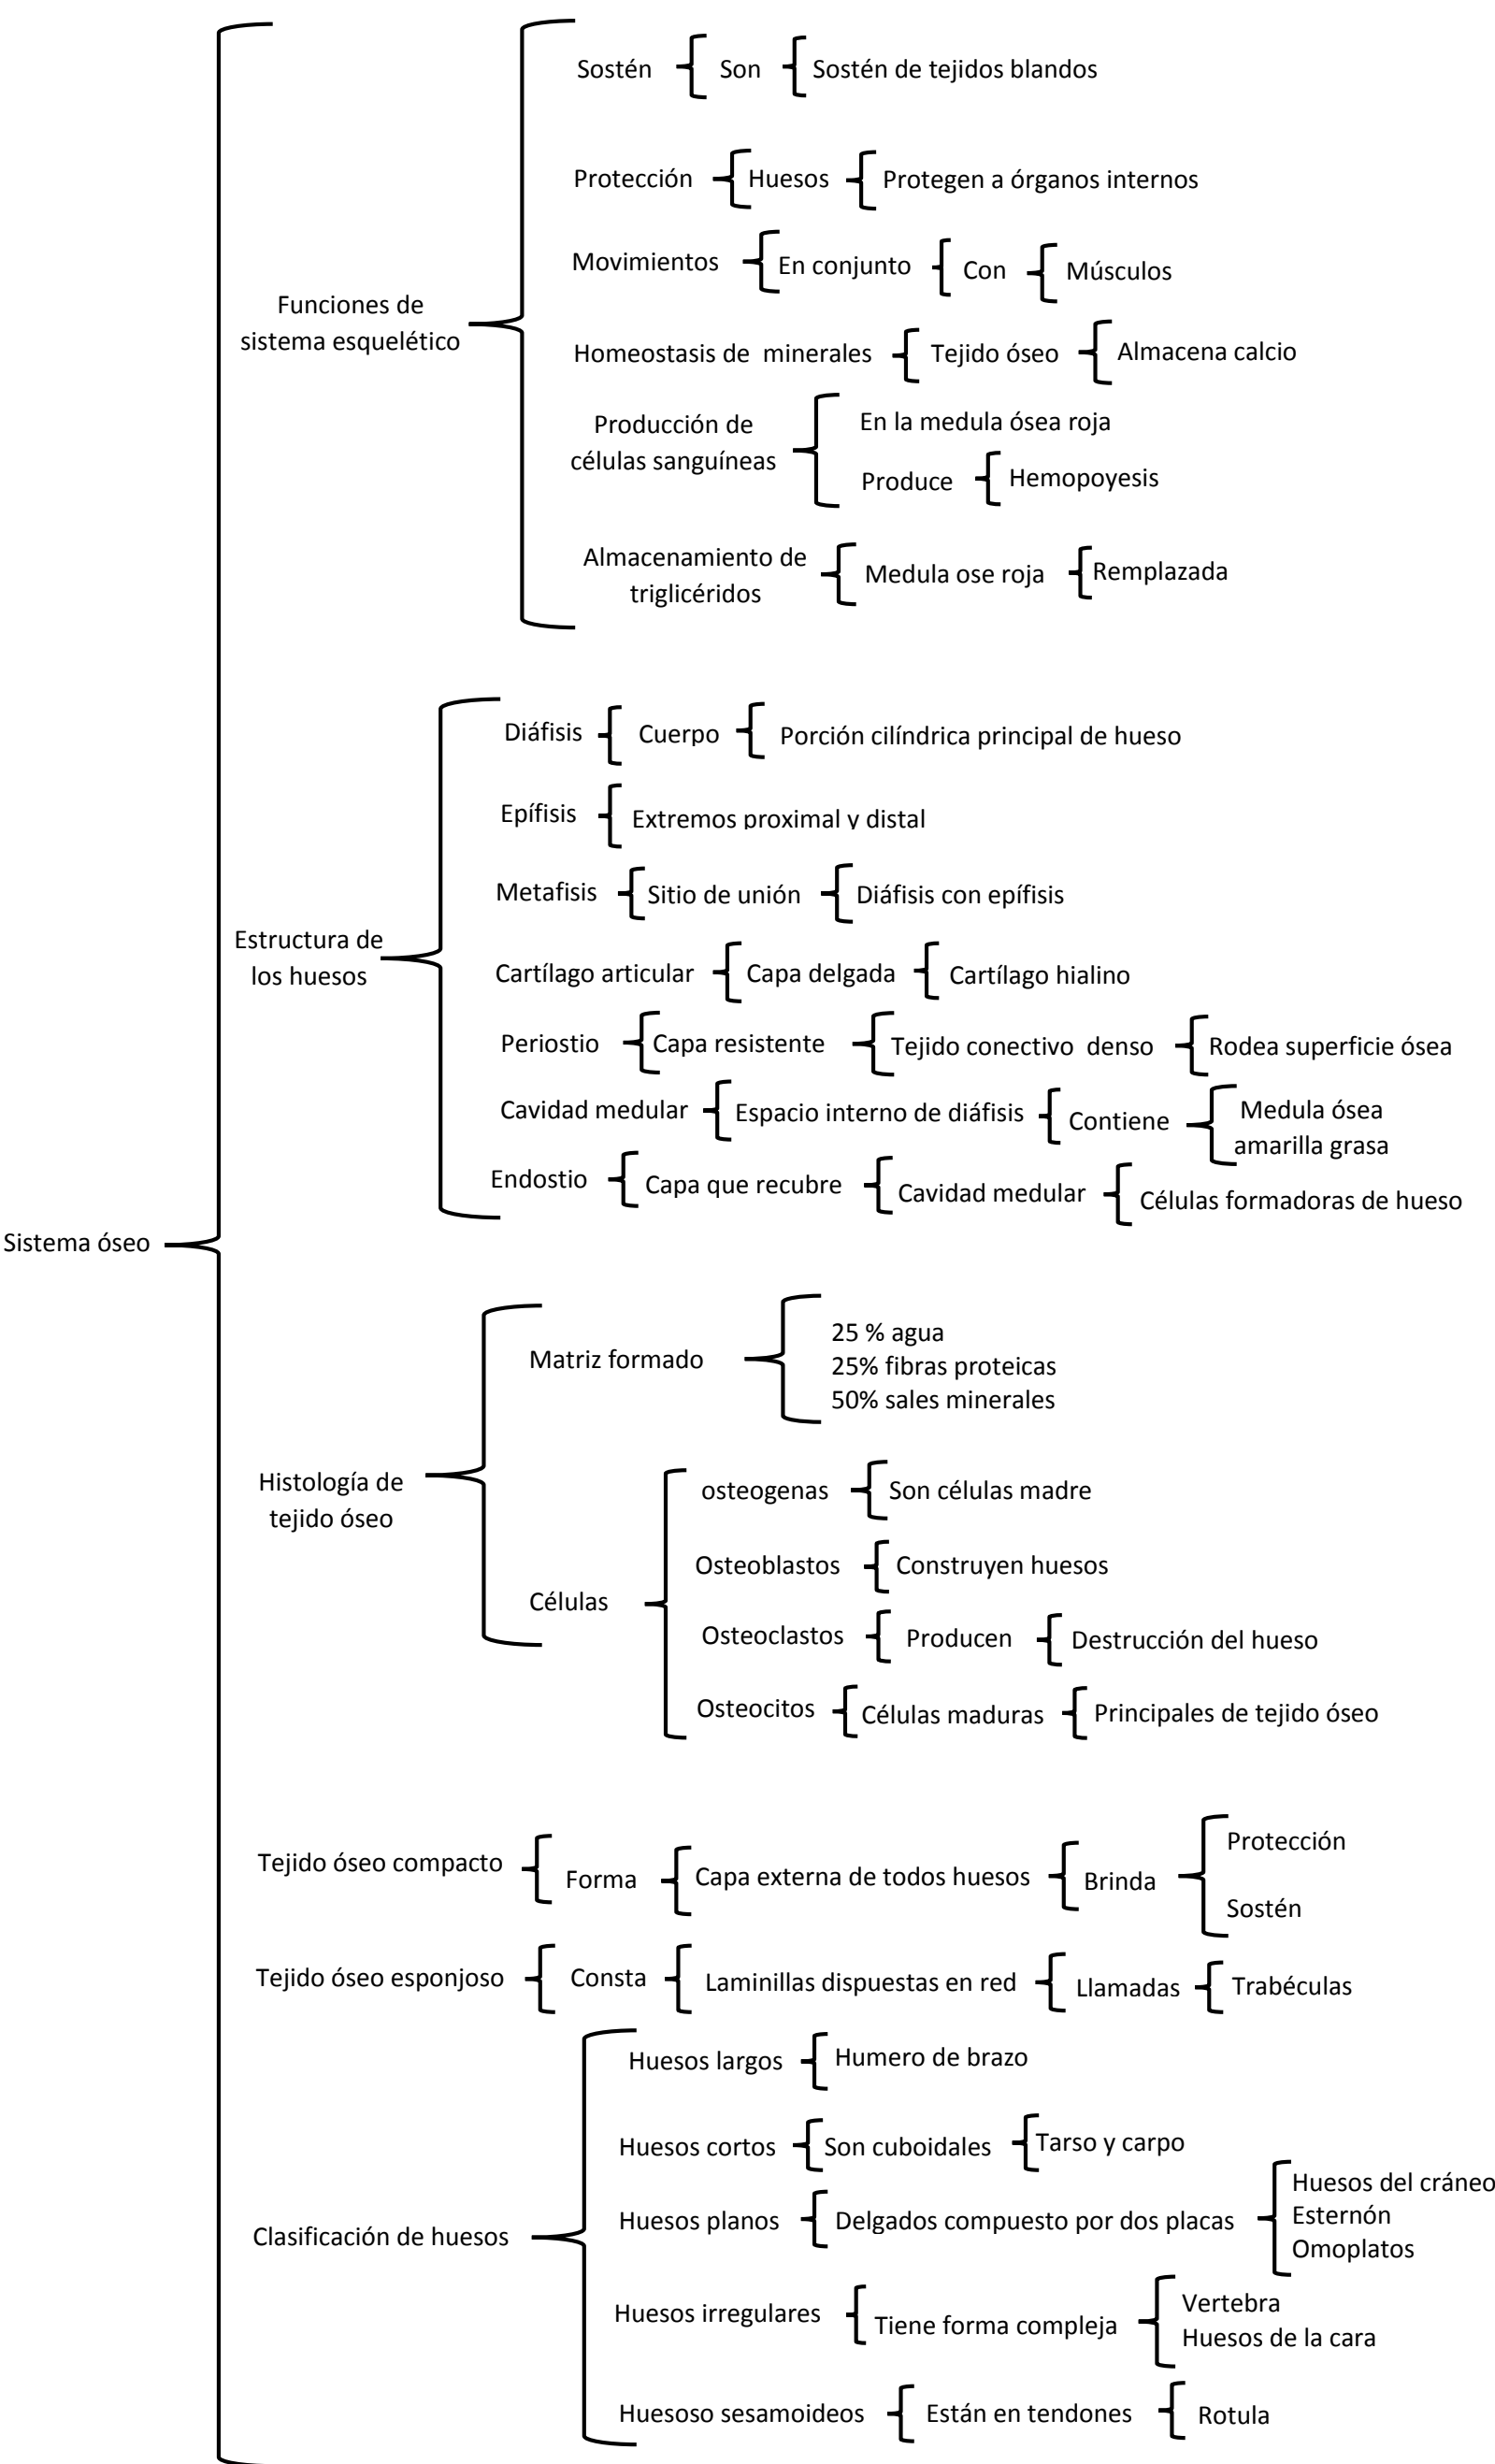 Sistema óseo
Funciones de
sistema esquelético
Sostén Son Sostén de tejidos blandos
Protección Huesos Protegen a órganos internos
Movimientos En conjunto Con Músculos
Homeostasis de minerales Tejido óseo Almacena calcio
Producción de
células sanguíneas
En la medula ósea roja
Produce Hemopoyesis
Almacenamiento de
triglicéridos
Medula ose roja Remplazada
Estructura de
los huesos
Diáfisis Cuerpo Porción cilíndrica principal de hueso
Epífisis Extremos proximal y distal
Metafisis Sitio de unión Diáfisis con epífisis
Cartílago articular Capa delgada Cartílago hialino
Periostio Capa resistente Tejido conectivo denso Rodea superficie ósea
Cavidad medular Espacio interno de diáfisis Contiene Medula ósea
amarilla grasa
Endostio Capa que recubre Cavidad medular Células formadoras de hueso
Histología de
tejido óseo
Matriz formado
25 % agua
25% fibras proteicas
50% sales minerales
Células
osteogenas Son células madre
Osteoblastos Construyen huesos
Osteoclastos Producen Destrucción del hueso
Osteocitos Células maduras Principales de tejido óseo
Tejido óseo compacto Forma Capa externa de todos huesos Brinda
Protección
Sostén
Tejido óseo esponjoso Consta Laminillas dispuestas en red Llamadas Trabéculas
Clasificación de huesos
Huesos largos Humero de brazo
Huesos cortos Son cuboidales Tarso y carpo
Huesos planos Delgados compuesto por dos placas
Huesos del cráneo
Esternón
Omoplatos
Huesos irregulares Tiene forma compleja
Vertebra
Huesos de la cara
Huesoso sesamoideos Están en tendones Rotula